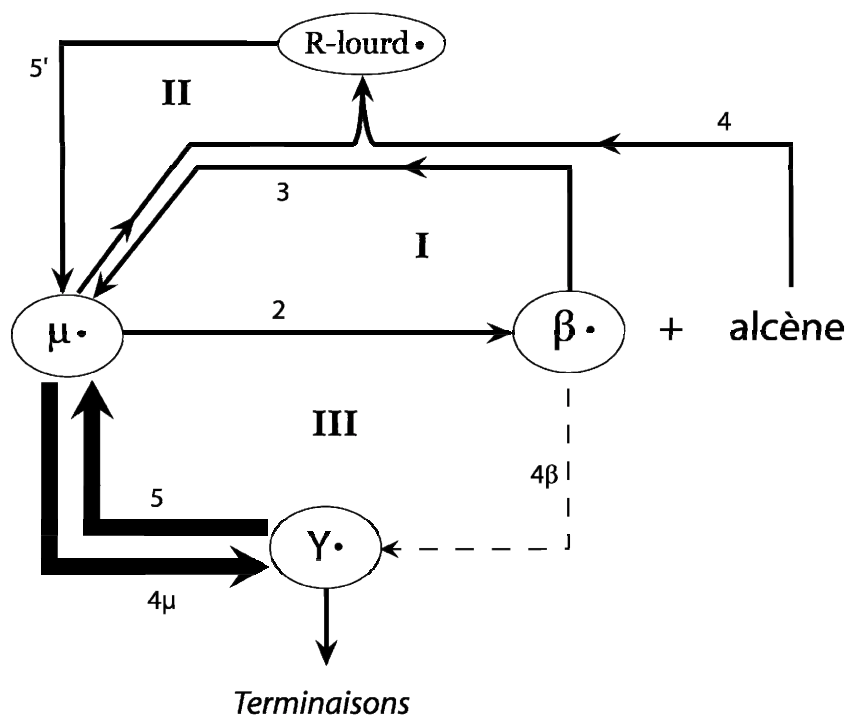 R-lourd•
5'
II
4
3
I
μ•
2
β•
+
alcène
III
4β
5
Y•
4μ
Terminaisons